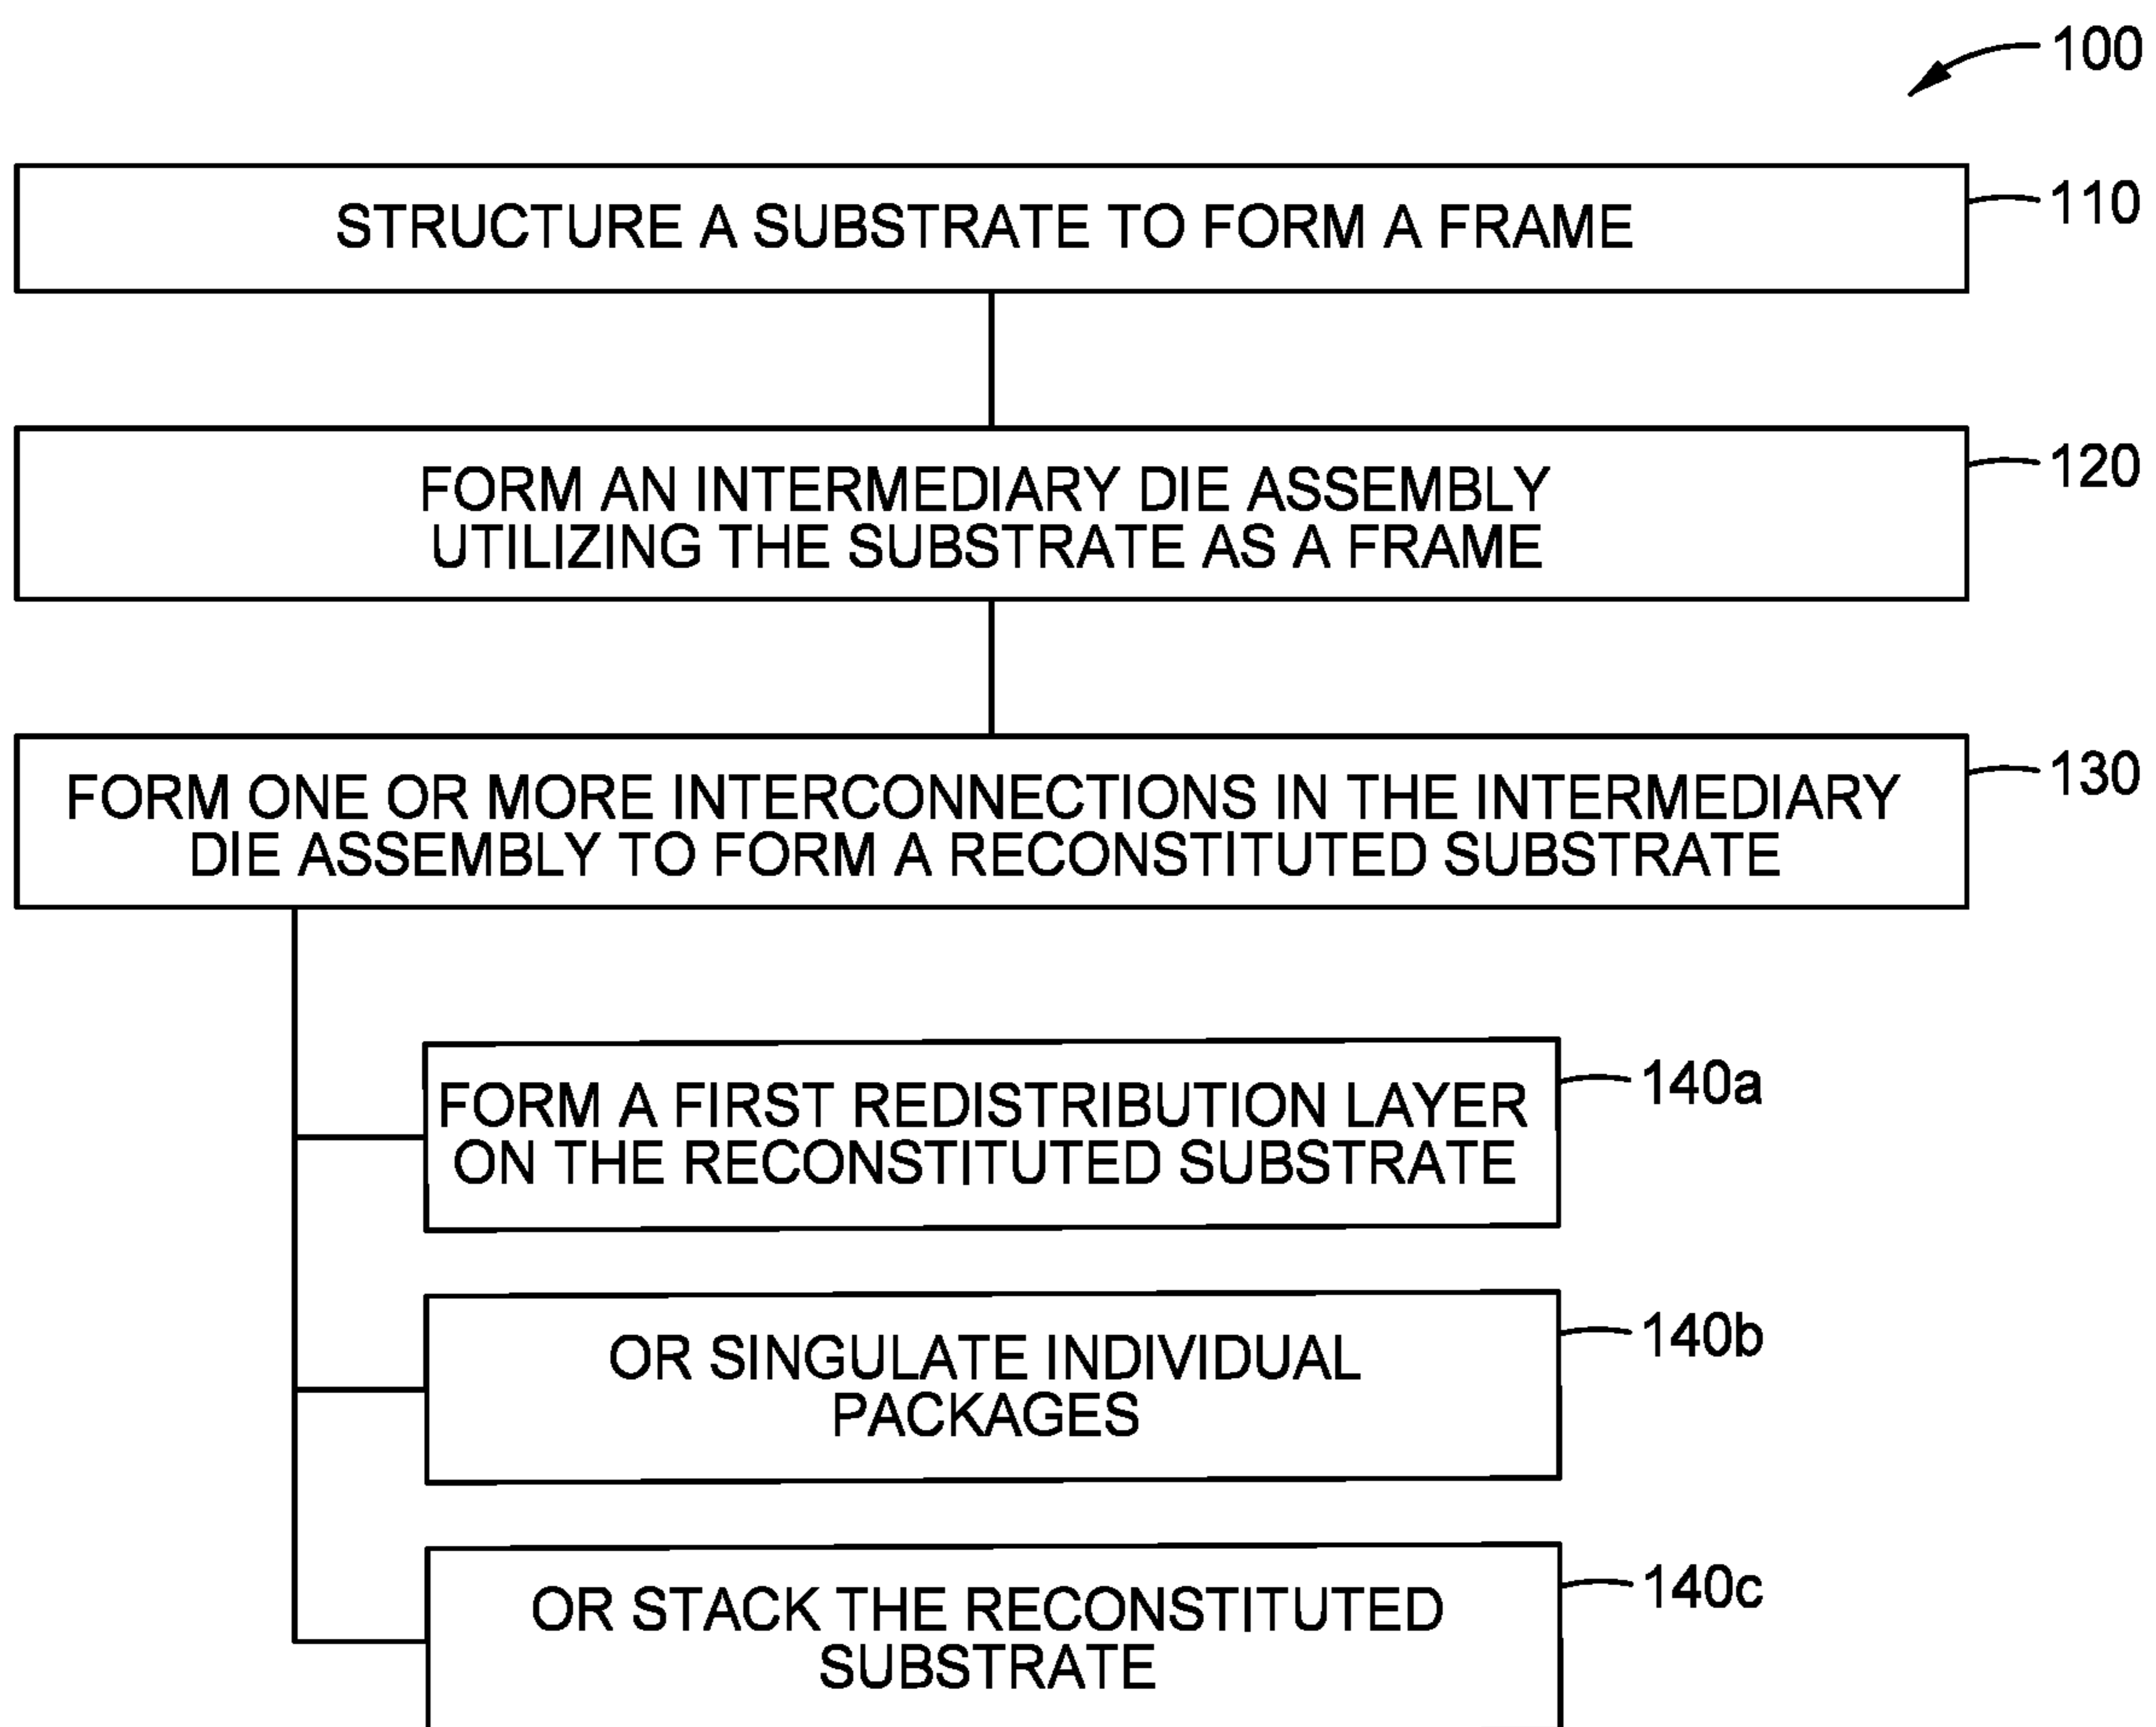 100
STRUCTURE A SUBSTRATE TO FORM A FRAME
110
FORM AN INTERMEDIARY DIE ASSEMBLY
UTILIZING THE SUBSTRATE AS A FRAME
120
FORM ONE OR MORE INTERCONNECTIONS IN THE INTERMEDIARY
DIE ASSEMBLY TO FORM A RECONSTITUTED SUBSTRATE
130
FORM A FIRST REDISTRIBUTION LAYER
ON THE RECONSTITUTED SUBSTRATE
140a
OR SINGULATE INDIVIDUAL
PACKAGES
140b
OR STACK THE RECONSTITUTED
SUBSTRATE
140c